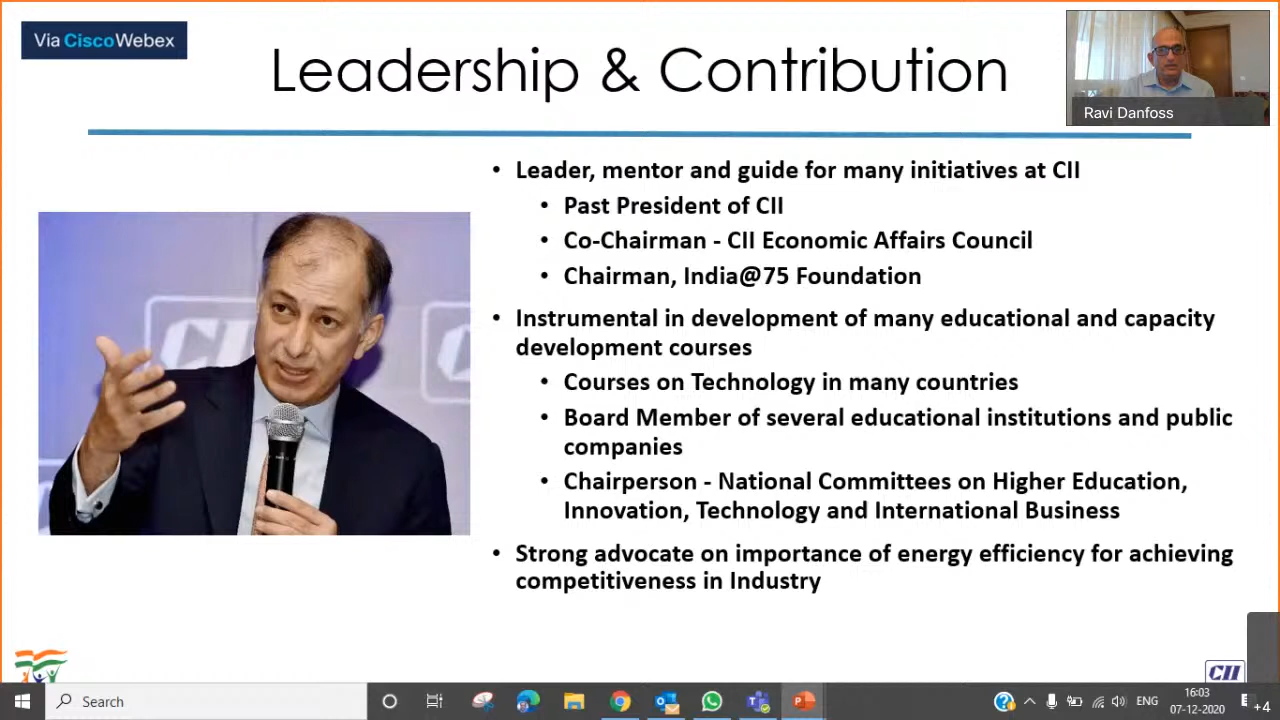 Via CiscoWebex
Leadership & Contribution
Ravi Danfoss
• Leader, mentor and guide for many initiatives at CII
• Past President of CII
• Co-Chairman - CII Economic Affairs Council
• Chairman, India@75 Foundation
• Instrumental in development of many educational and capacity
development courses
• Courses on Technology in many countries
• Board Member of several educational institutions and public
companies
• Chairperson - National Committees on Higher Education,
Innovation, Technology and International Business
• Strong advocate on importance of energy efficiency for achieving
competitiveness in Industry
CII
CII
Search
ENG
16:03
07-12-2020
+4